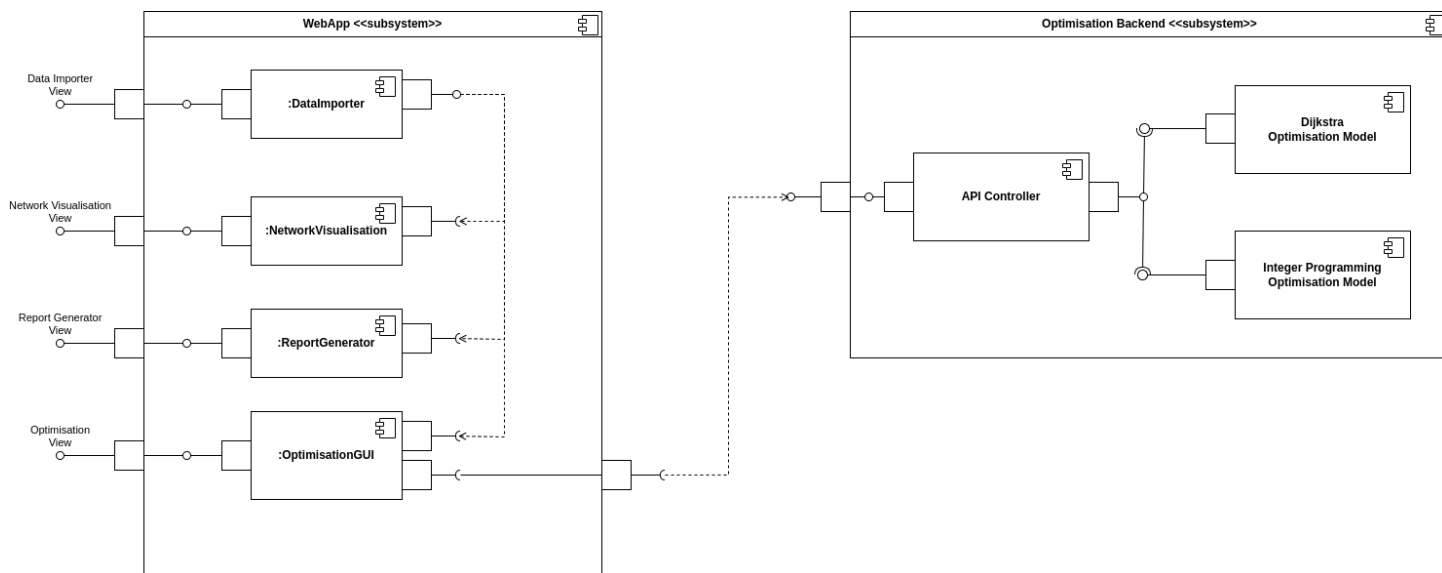 WebApp <<subsystem>>
Data Importer
View
:DataImporter
Network Visualisation
View
:NetworkVisualisation
Report Generator
View
:ReportGenerator
Optimisation
View
:OptimisationGUI
Optimisation Backend <<subsystem>>
API Controller
Dijkstra
Optimisation Model
Integer Programming
Optimisation Model